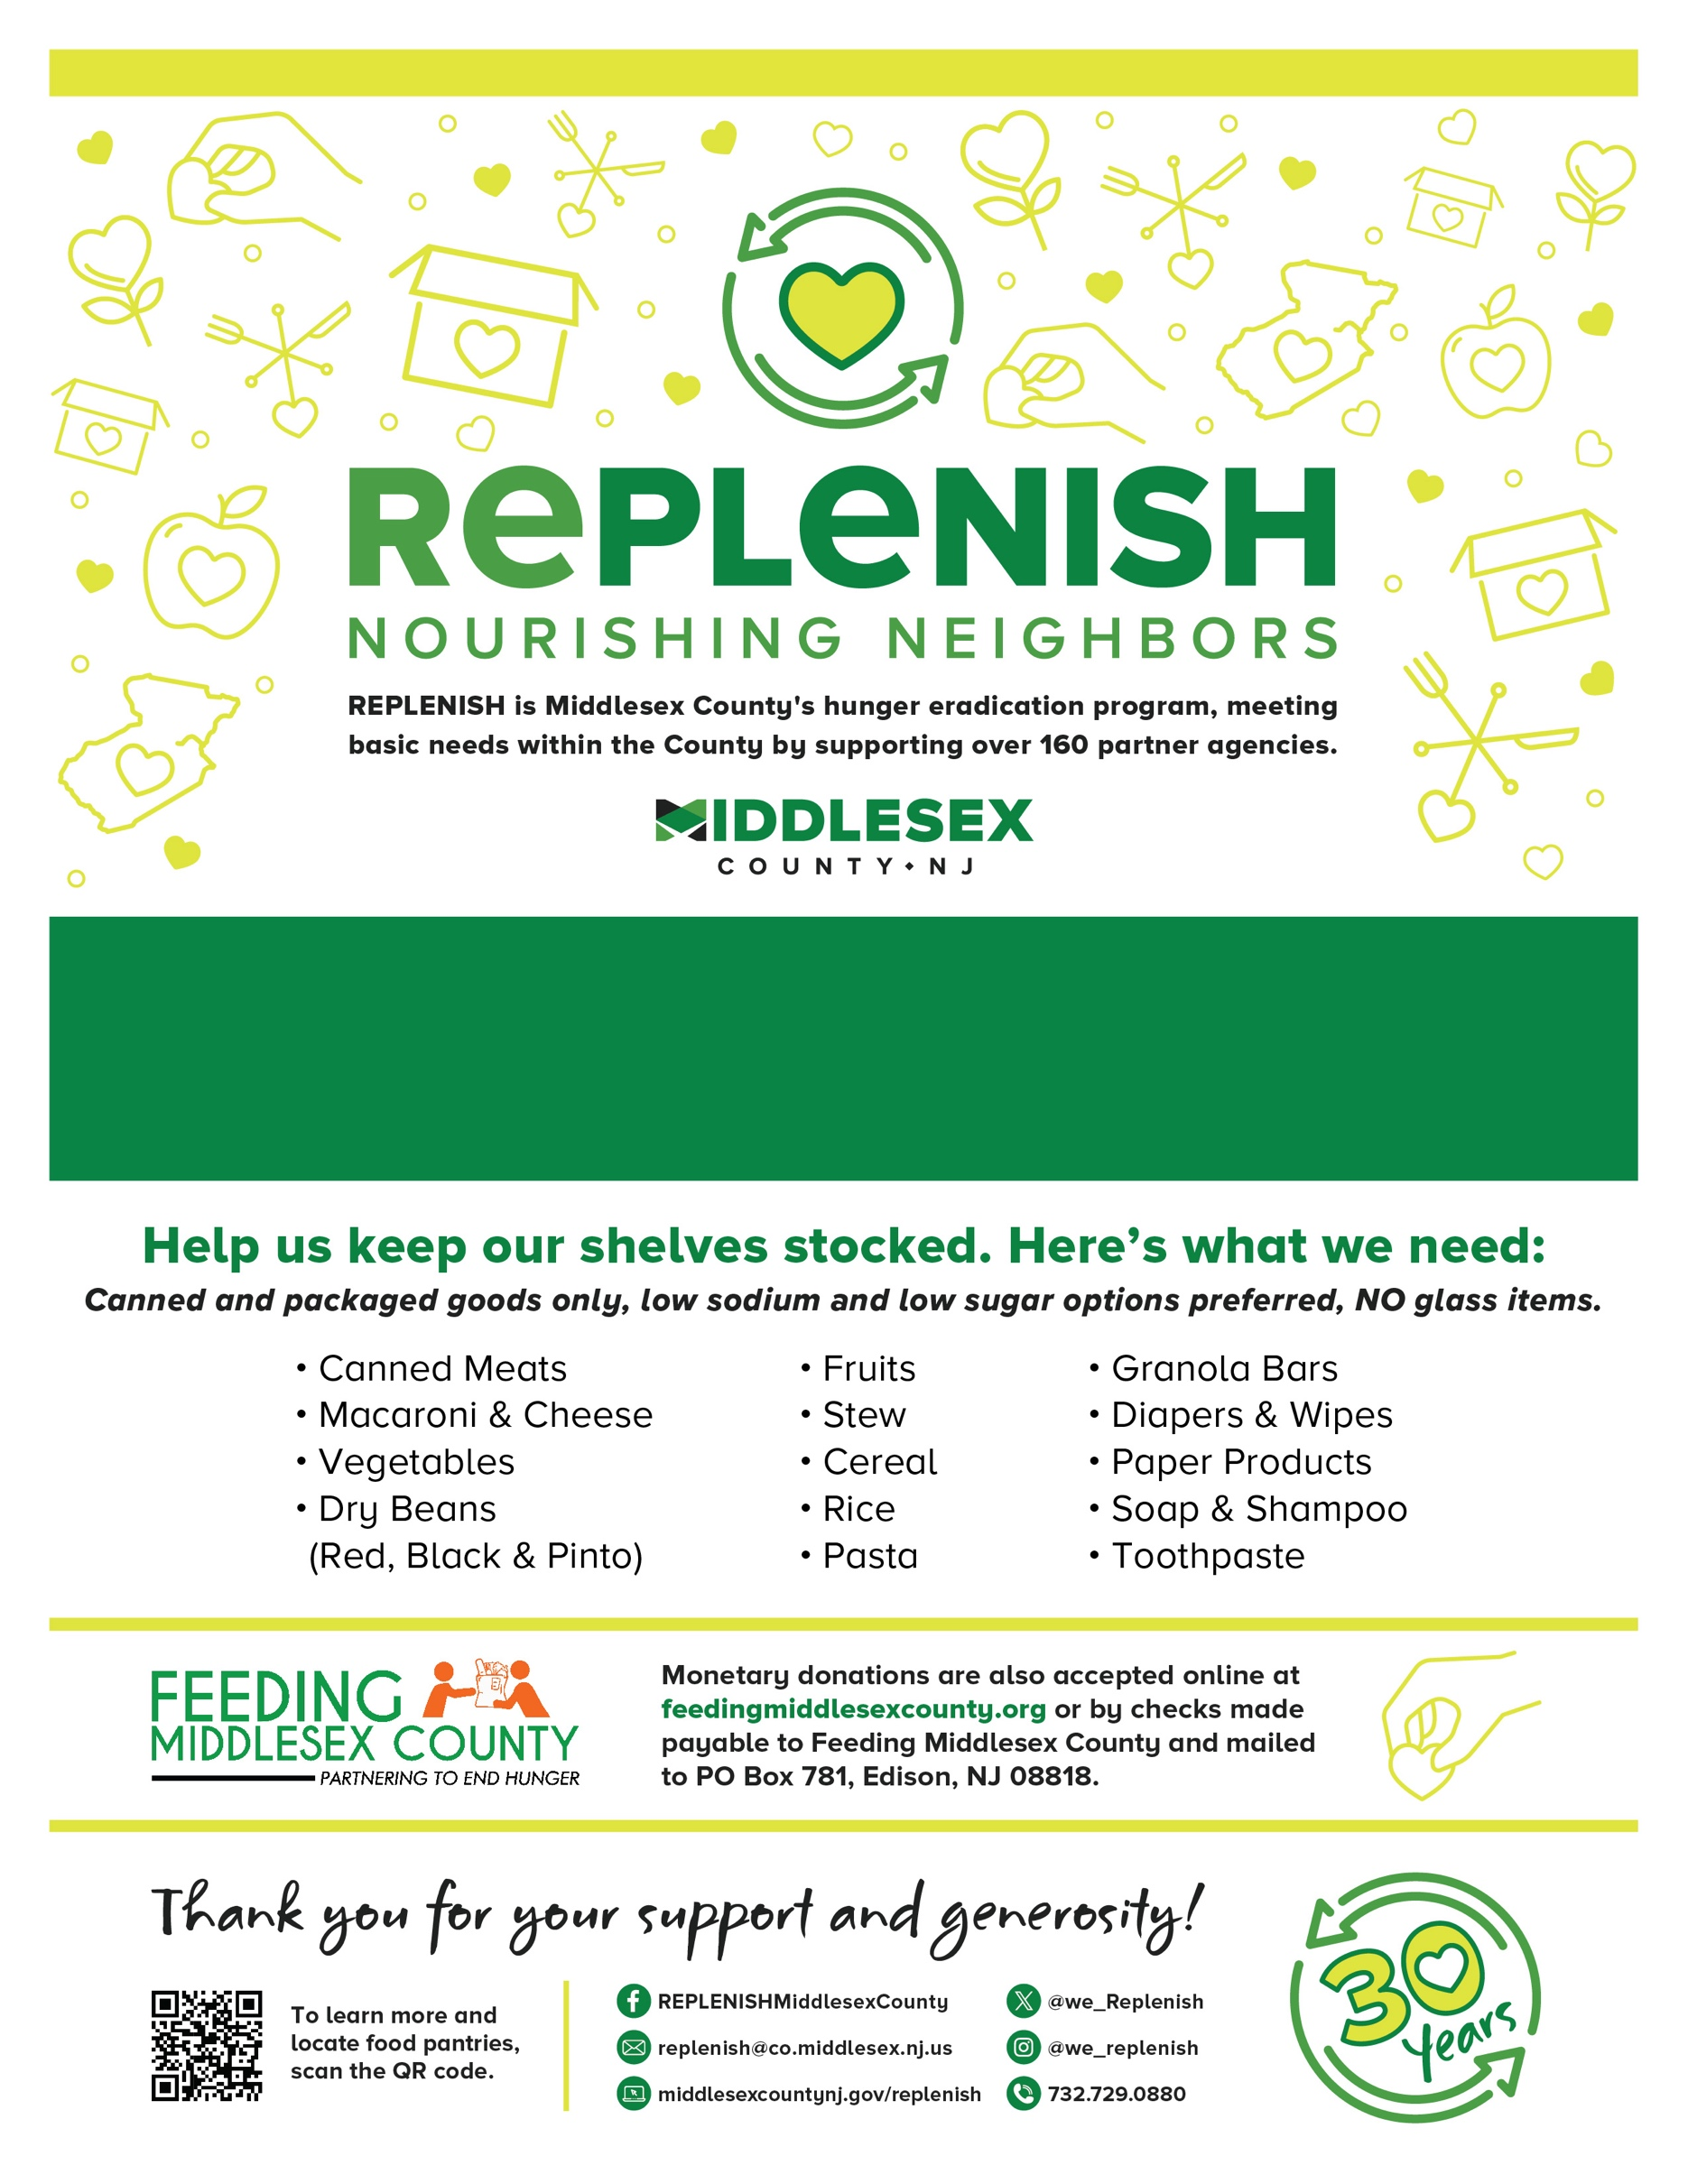 RePLeNISH
NOURISHING NEIGHBORS
REPLENISH is Middlesex County's hunger eradication program, meeting
basic needs within the County by supporting over 160 partner agencies.
MIDDLESEX
COUNTY • NJ
Help us keep our shelves stocked. Here’s what we need:
Canned and packaged goods only, low sodium and low sugar options preferred, NO glass items.
• Canned Meats
• Macaroni & Cheese
• Vegetables
• Dry Beans
(Red, Black & Pinto)
• Fruits
• Stew
• Cereal
• Rice
• Pasta
• Granola Bars
• Diapers & Wipes
• Paper Products
• Soap & Shampoo
• Toothpaste
FEEDING
MIDDLESEX COUNTY
PARTNERING TO END HUNGER
Monetary donations are also accepted online at
feedingmiddlesexcounty.org or by checks made
payable to Feeding Middlesex County and mailed
to PO Box 781, Edison, NJ 08818.
Thank you for your support and generosity!
To learn more and
locate food pantries,
scan the QR code.
REPLENISHMiddlesexCounty
replenish@co.middlesex.nj.us
middlesexcountynj.gov/replenish
@we_Replenish
@we_replenish
732.729.0880
30
years